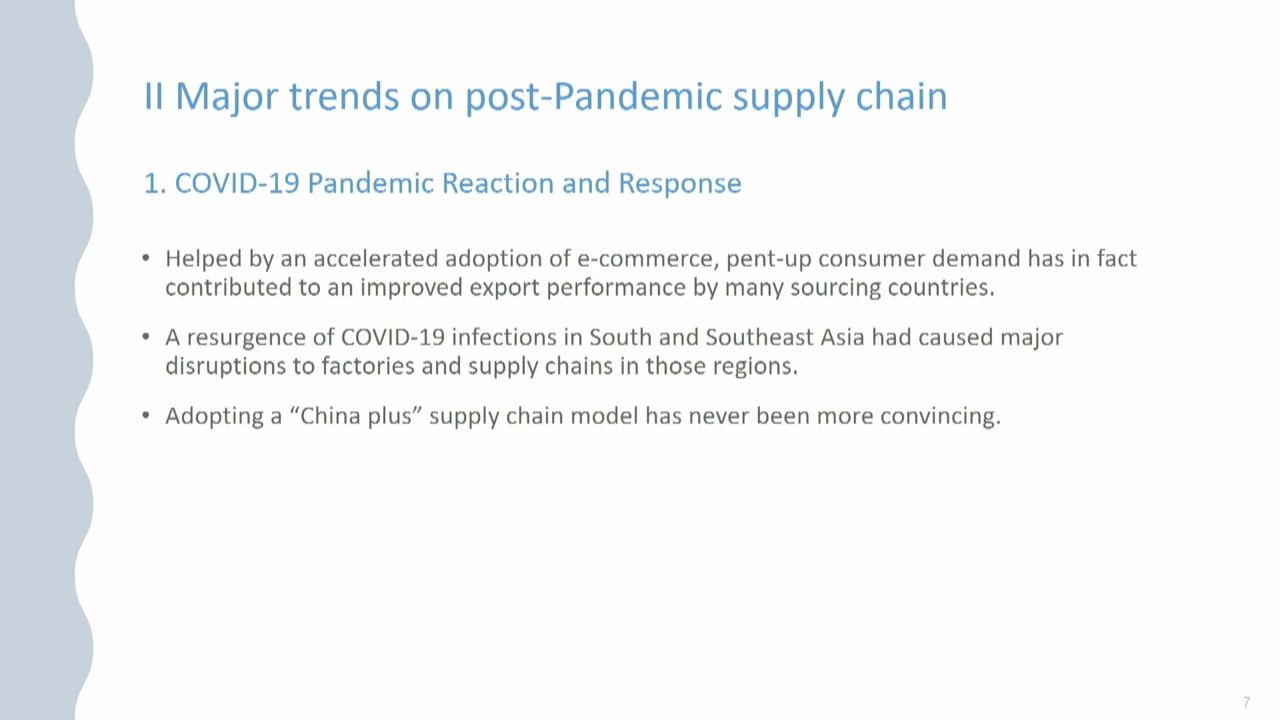 II Major trends on post-Pandemic supply chain
1. COVID-19 Pandemic Reaction and Response
• Helped by an accelerated adoption of e-commerce, pent-up consumer demand has in fact
contributed to an improved export performance by many sourcing countries.
• A resurgence of COVID-19 infections in South and Southeast Asia had caused major
disruptions to factories and supply chains in those regions.
• Adopting a “China plus” supply chain model has never been more convincing.
7